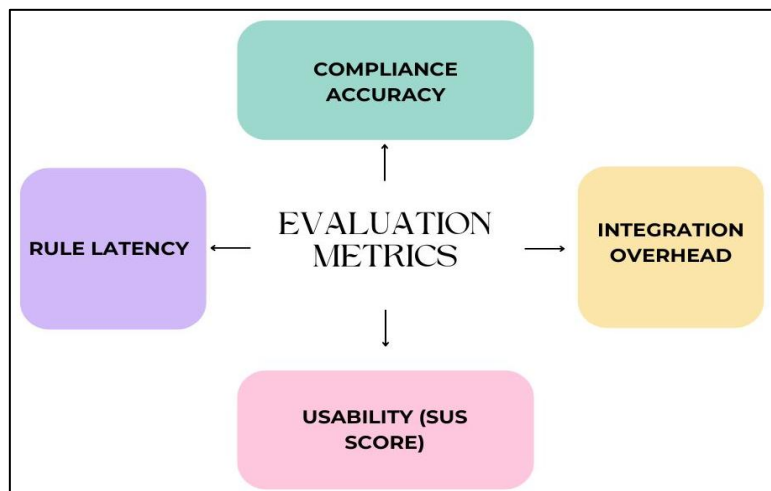 COMPLIANCE
ACCURACY
RULE LATENCY
EVALUATION
METRICS
INTEGRATION
OVERHEAD
USABILITY (SUS
SCORE)